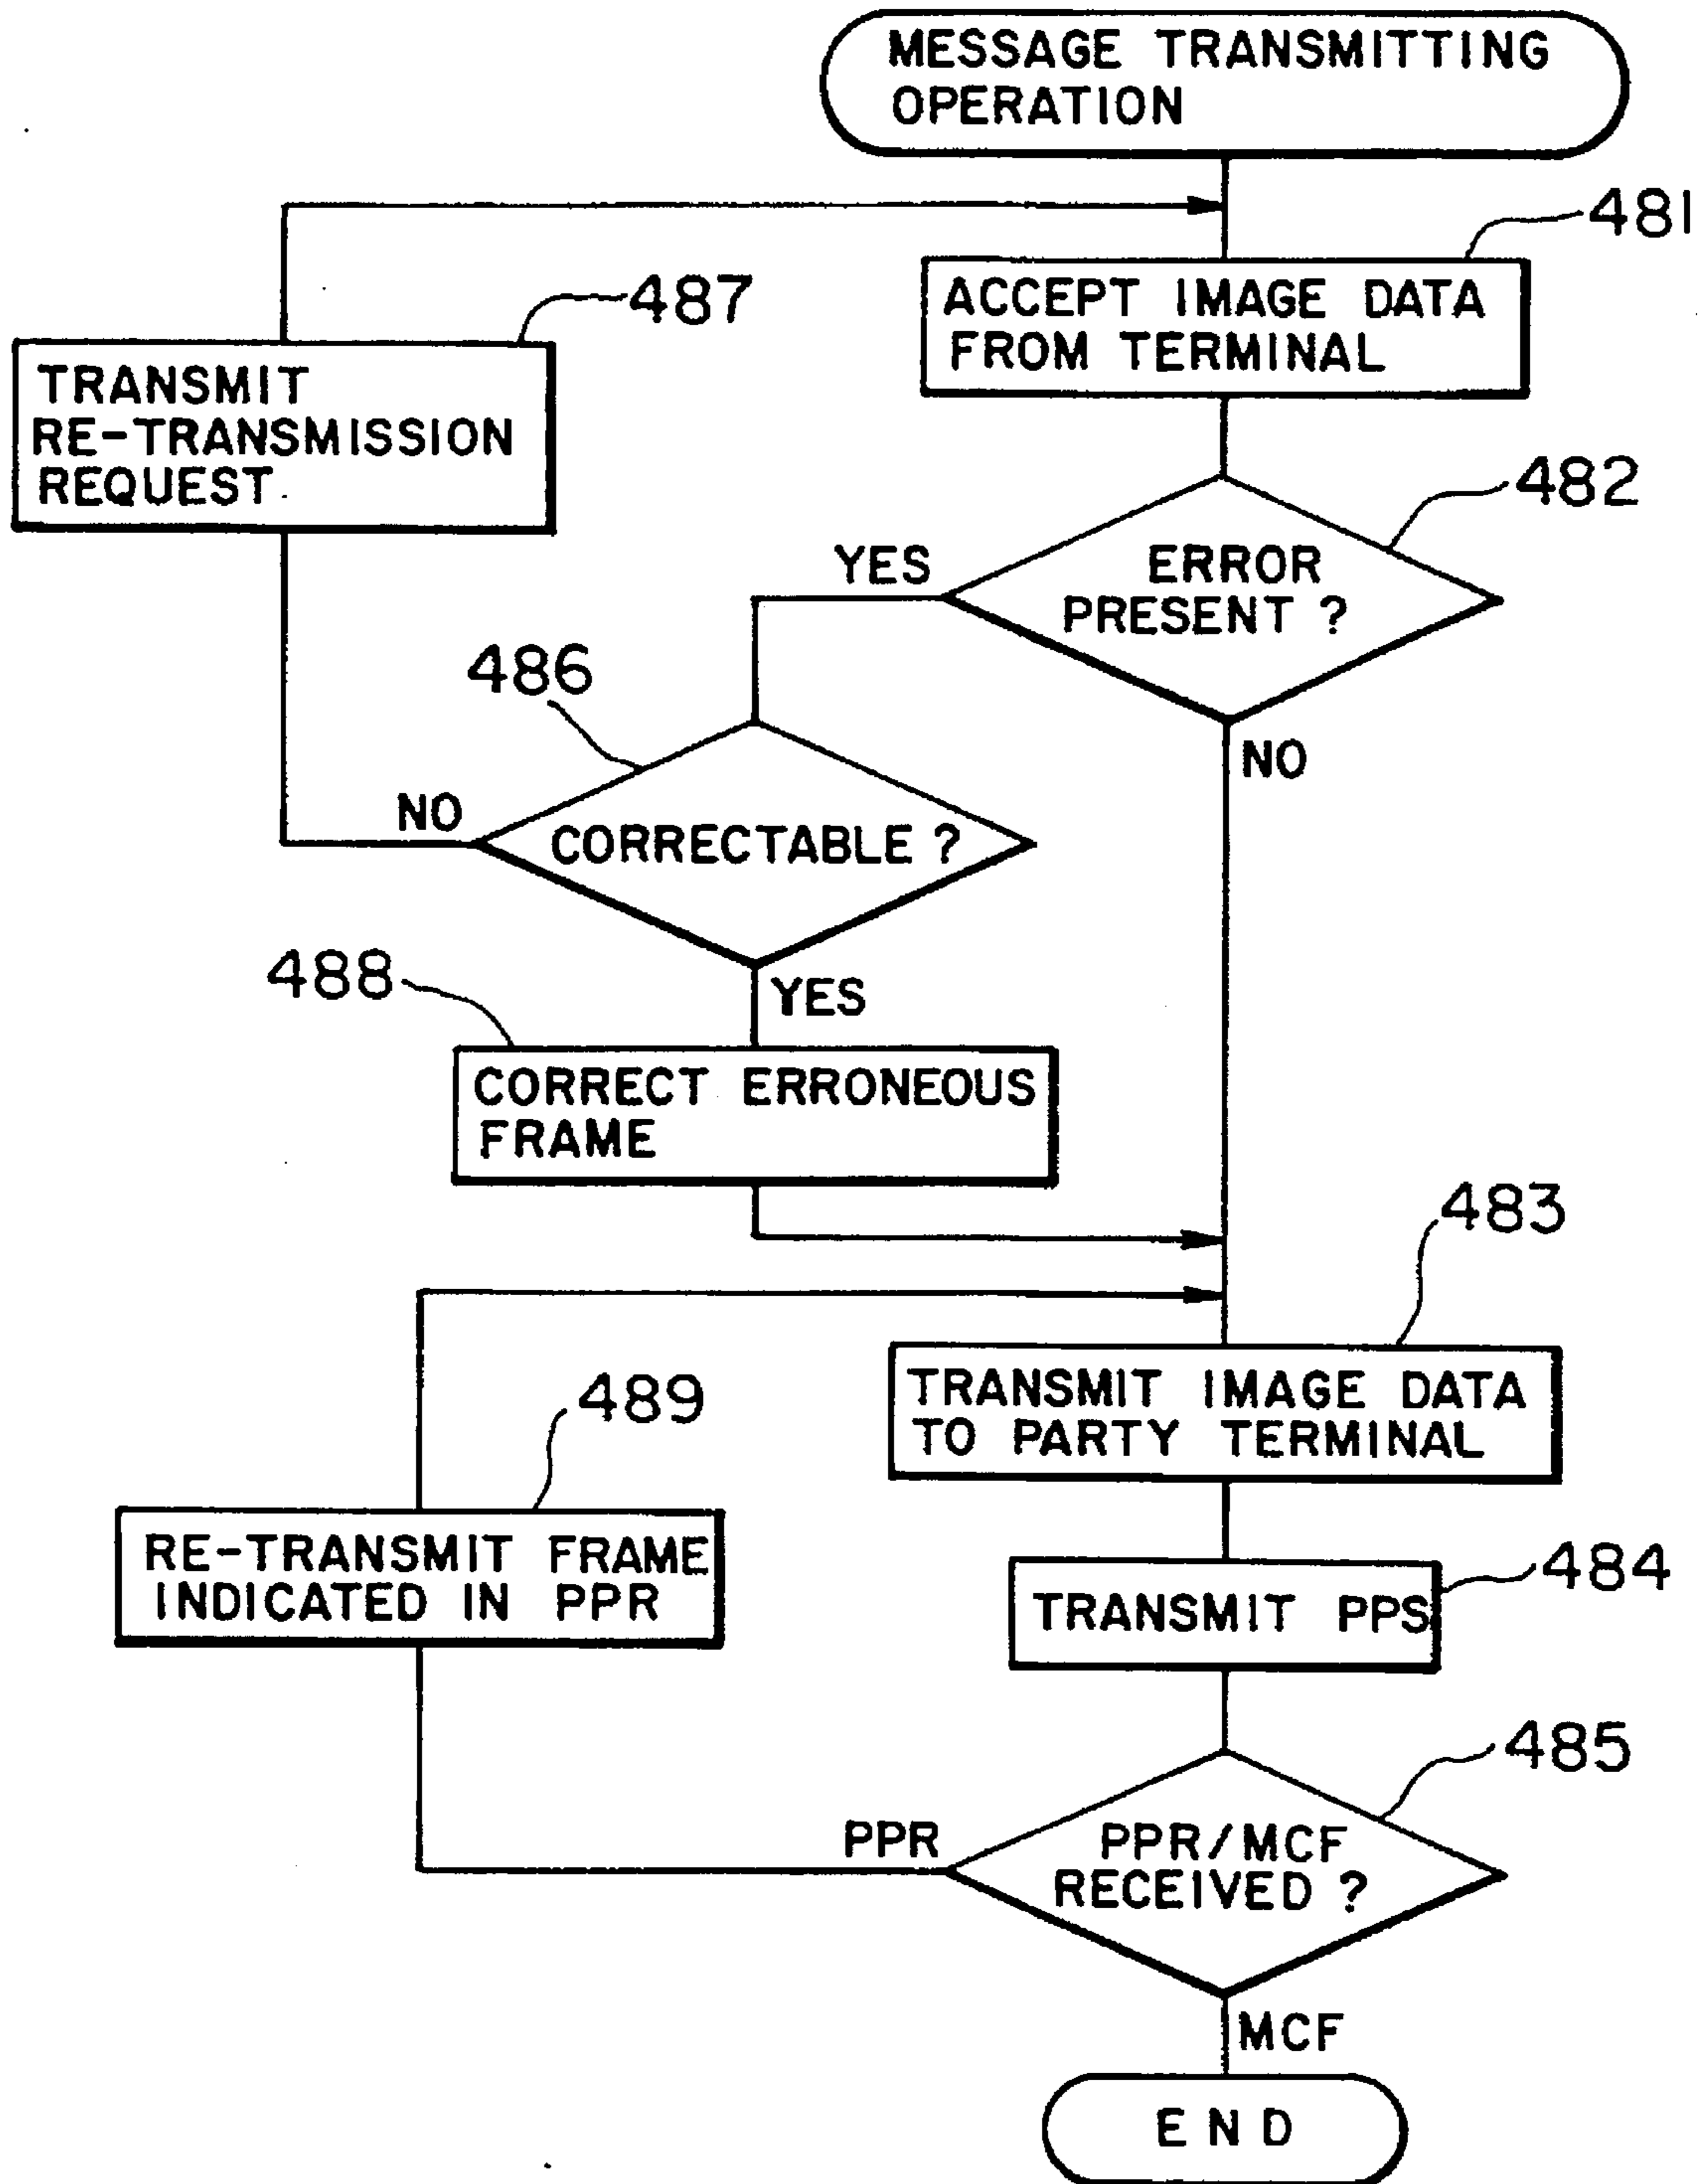 MESSAGE TRANSMITTING
OPERATION
481
ACCEPT IMAGE DATA
FROM TERMINAL
487
TRANSMIT
RE-TRANSMISSION
REQUEST
482
ERROR
PRESENT ?
YES
NO
486
CORRECTABLE ?
NO
YES
488
CORRECT ERRONEOUS
FRAME
483
TRANSMIT IMAGE DATA
TO PARTY TERMINAL
489
RE-TRANSMIT FRAME
INDICATED IN PPR
484
TRANSMIT PPS
485
PPR/MCF
RECEIVED ?
PPR
MCF
END